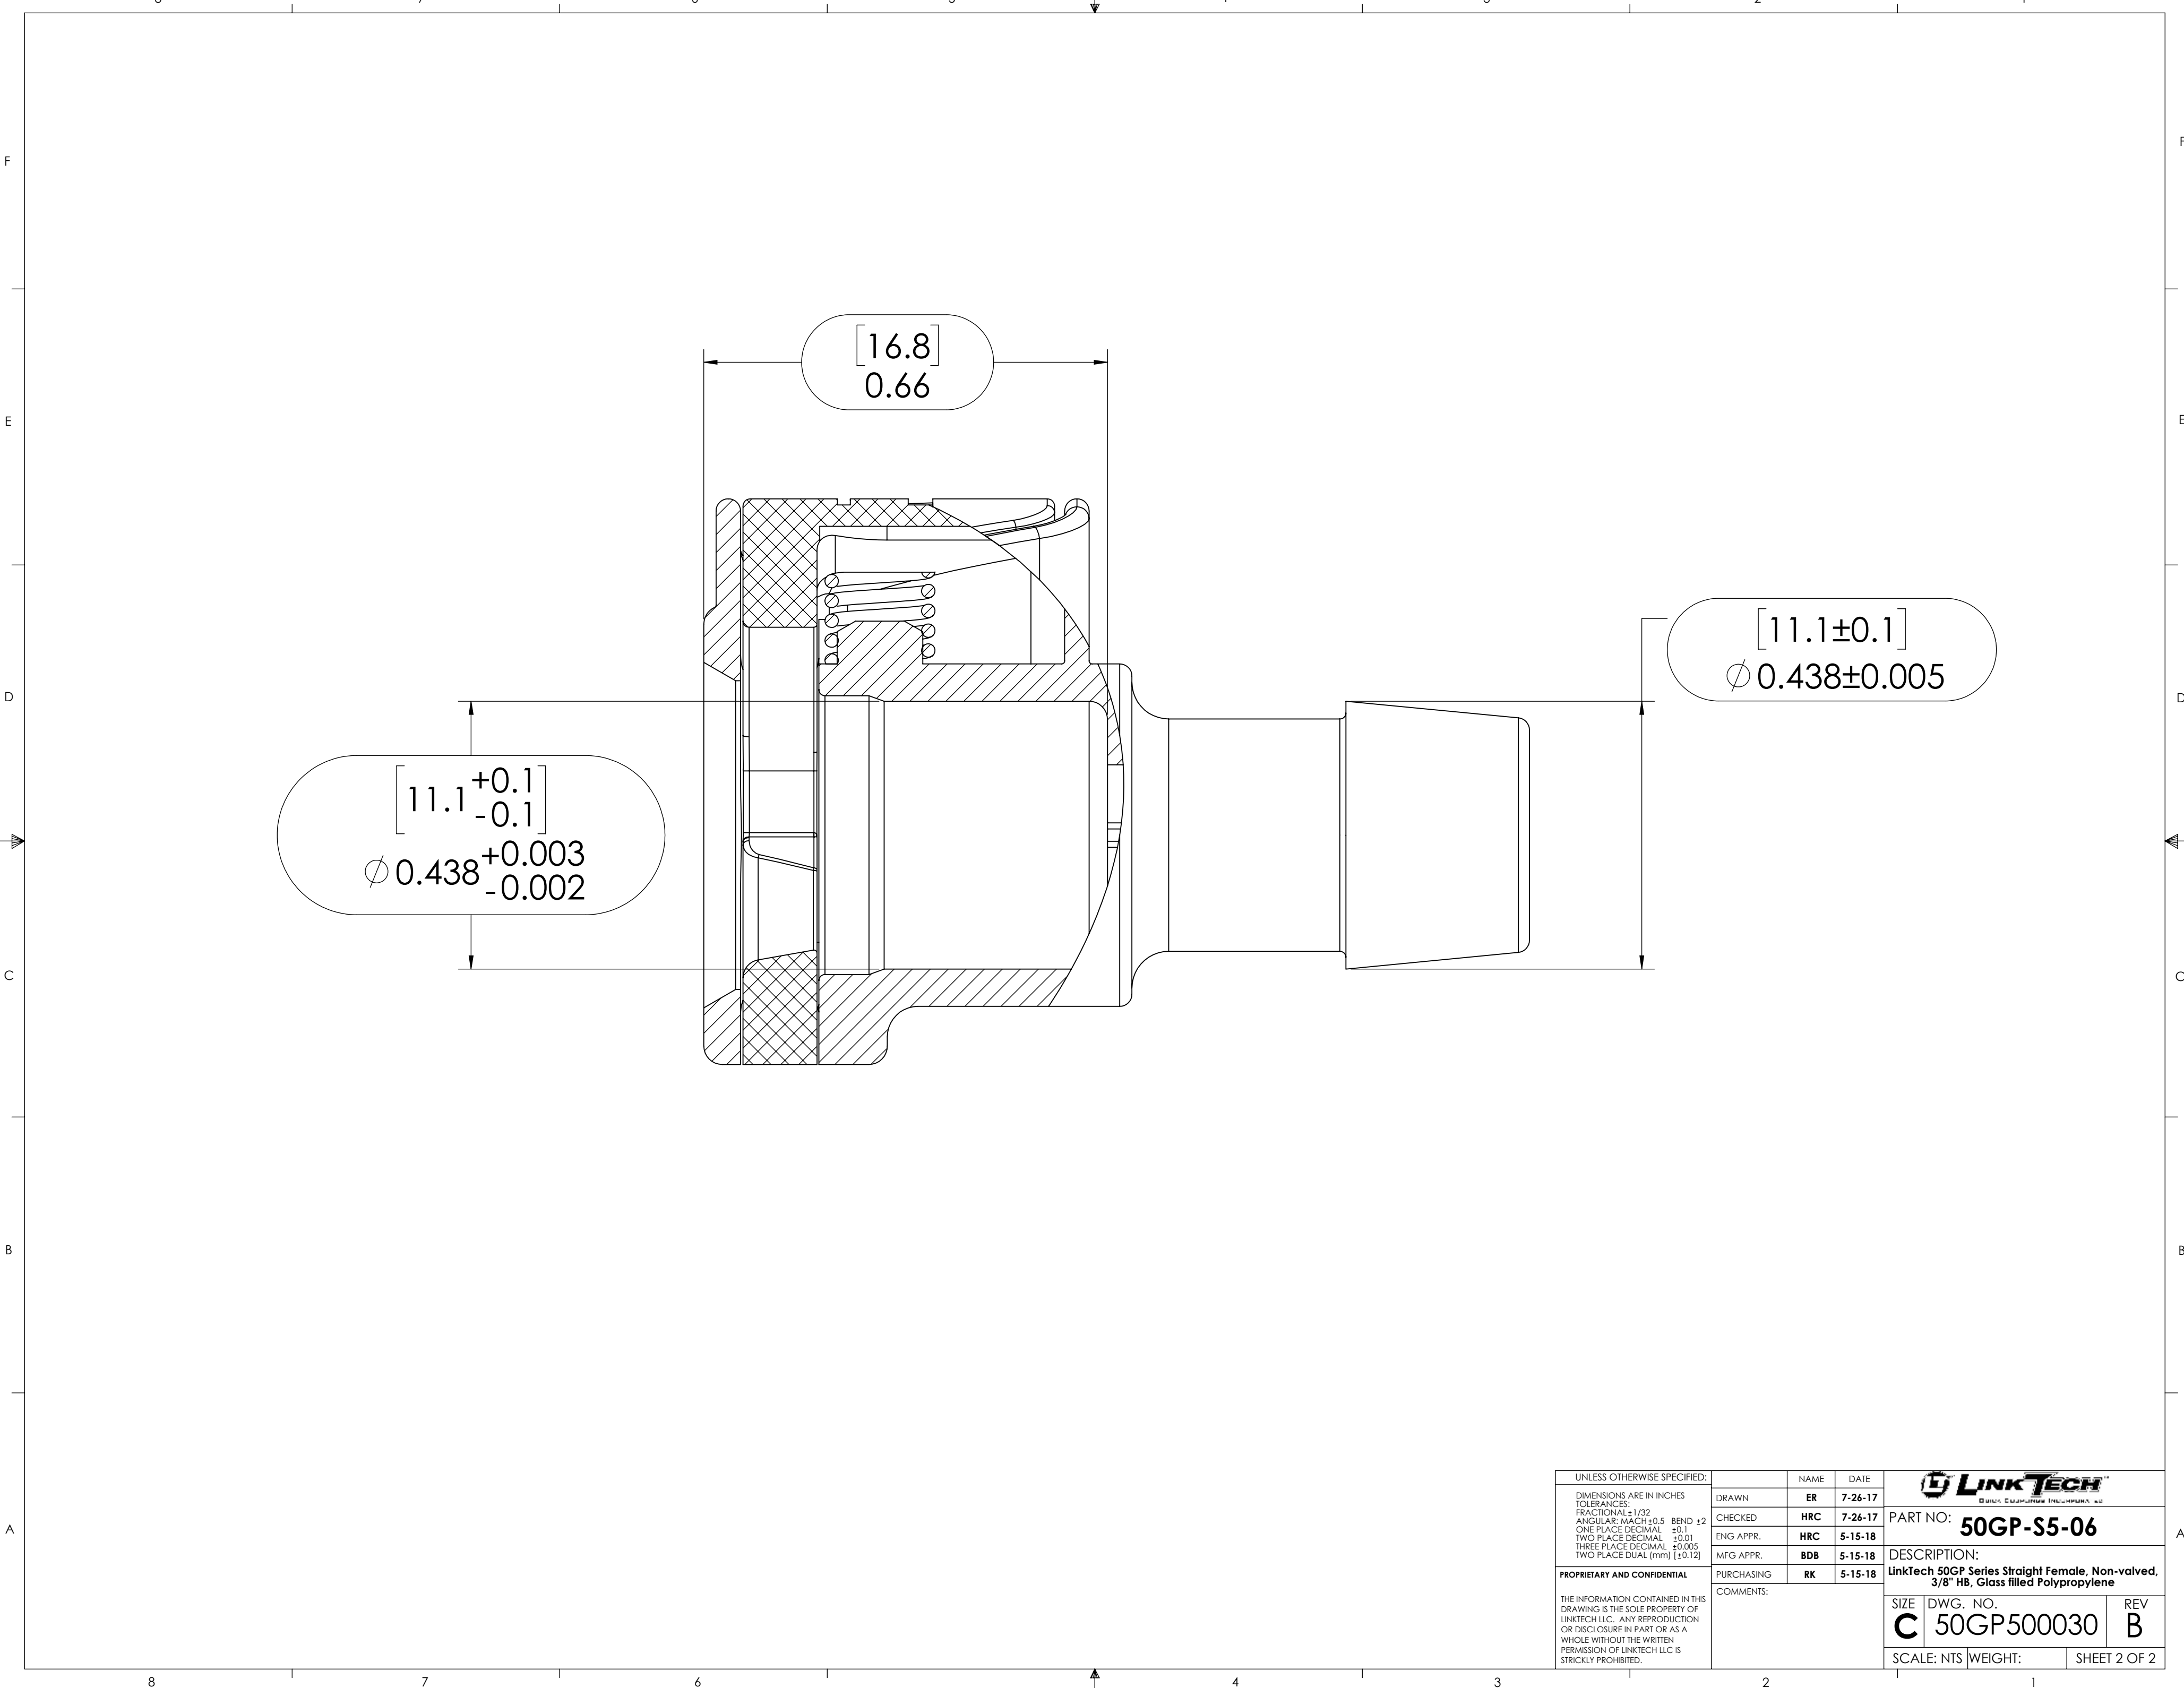 F
F
[16.8]
0.66
E
E
[11.1±0.1]
∅ 0.438±0.005
D
D
[11.1 +0.1 -0.1]
∅ 0.438 +0.003 -0.002
C
C
B
B
UNLESS OTHERWISE SPECIFIED:
DIMENSIONS ARE IN INCHES
TOLERANCES:
FRACTIONAL ±1/32
ANGULAR: MACH ±0.5 BEND ±2
ONE PLACE DECIMAL ±0.1
TWO PLACE DECIMAL ±0.01
THREE PLACE DECIMAL ±0.005
TWO PLACE DUAL (mm) [±0.12]
PROPRIETARY AND CONFIDENTIAL
THE INFORMATION CONTAINED IN THIS
DRAWING IS THE SOLE PROPERTY OF
LINKTECH LLC. ANY REPRODUCTION
OR DISCLOSURE IN PART OR AS A
WHOLE WITHOUT THE WRITTEN
PERMISSION OF LINKTECH LLC IS
STRICKLY PROHIBITED.
NAME DATE
DRAWN ER 7-26-17
CHECKED HRC 7-26-17
ENG APPR. HRC 5-15-18
MFG APPR. BDB 5-15-18
PURCHASING RK 5-15-18
COMMENTS:
LINKTECH
PART NO: 50GP-S5-06
DESCRIPTION:
LinkTech 50GP Series Straight Female, Non-valved,
3/8" HB, Glass filled Polypropylene
SIZE C
DWG. NO. 50GP500030
REV B
SCALE: NTS WEIGHT: SHEET 2 OF 2
A
A
8 7 6 4 3 2 1